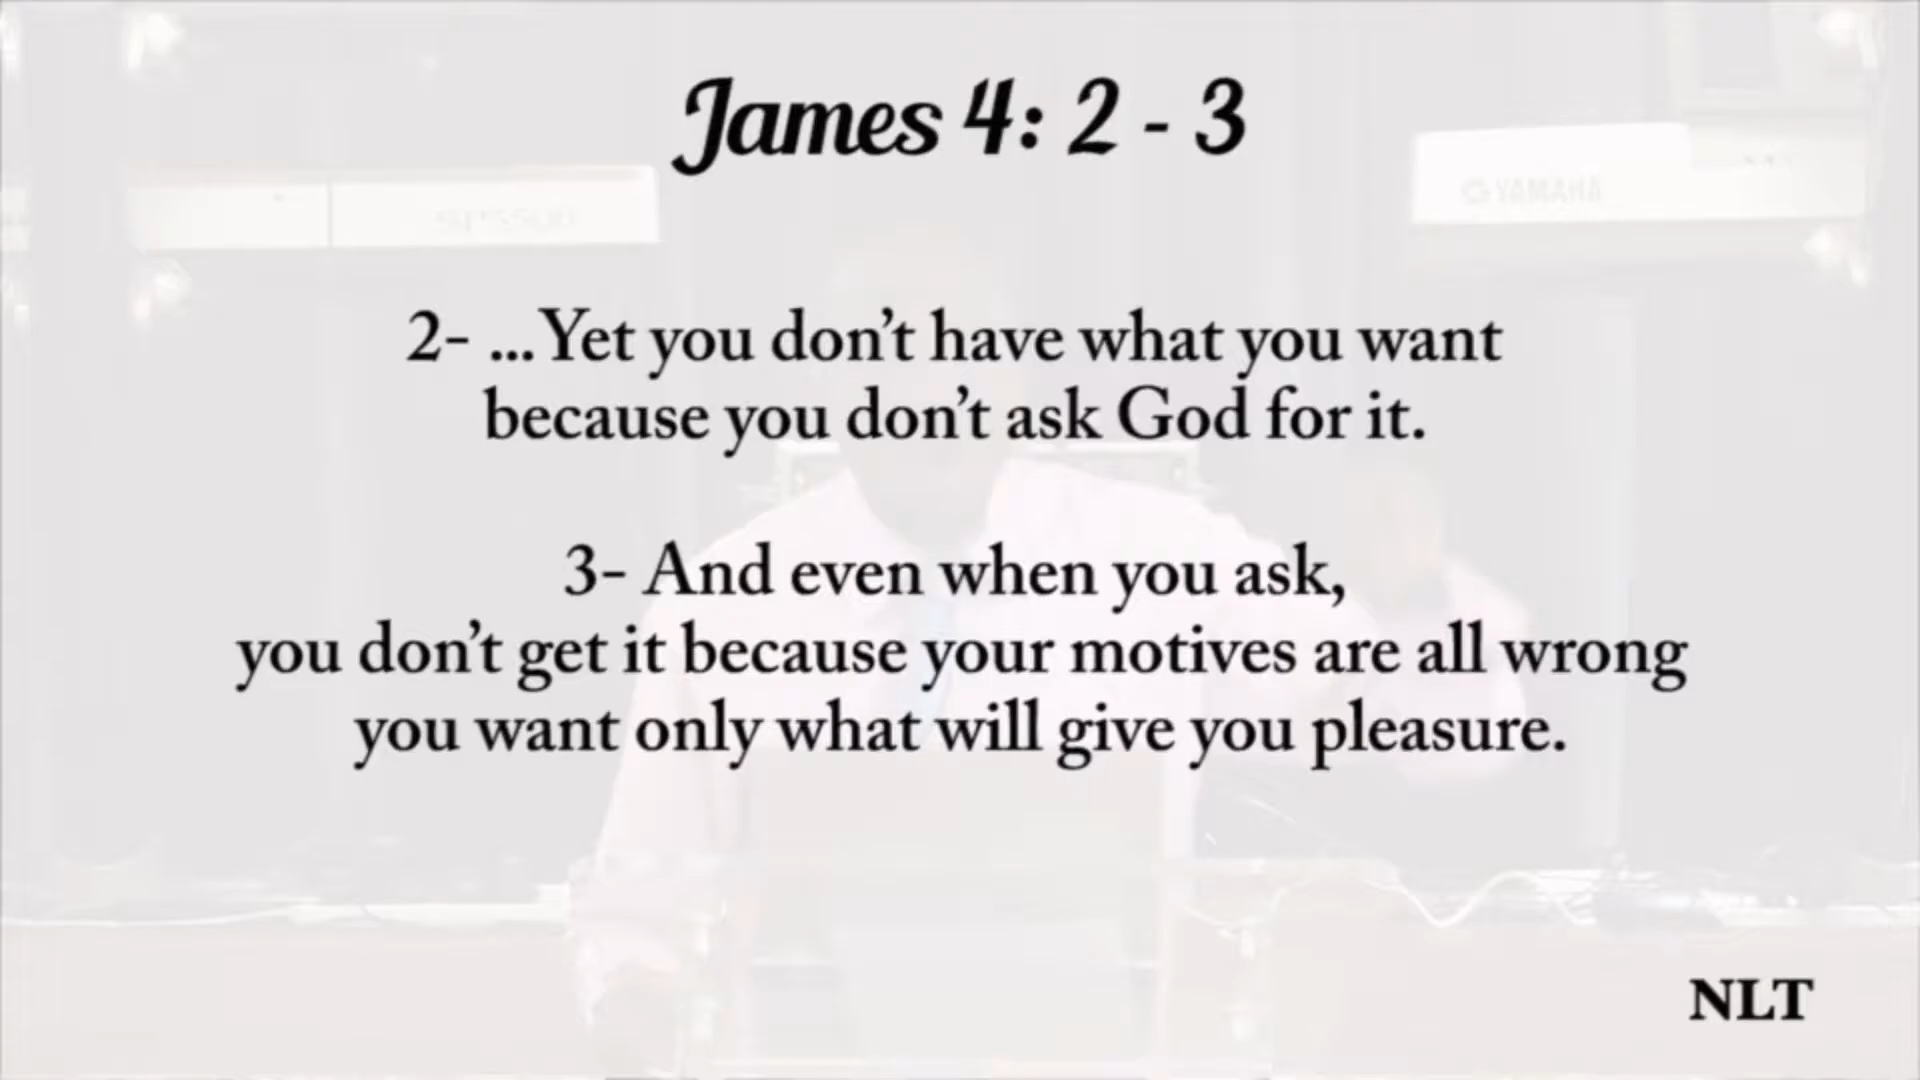 James 4: 2 - 3
YAMAHA
2- ...Yet you don't have what you want
because you don't ask God for it.
3- And even when you ask,
you don't get it because your motives are all wrong
you want only what will give you pleasure.
NLT